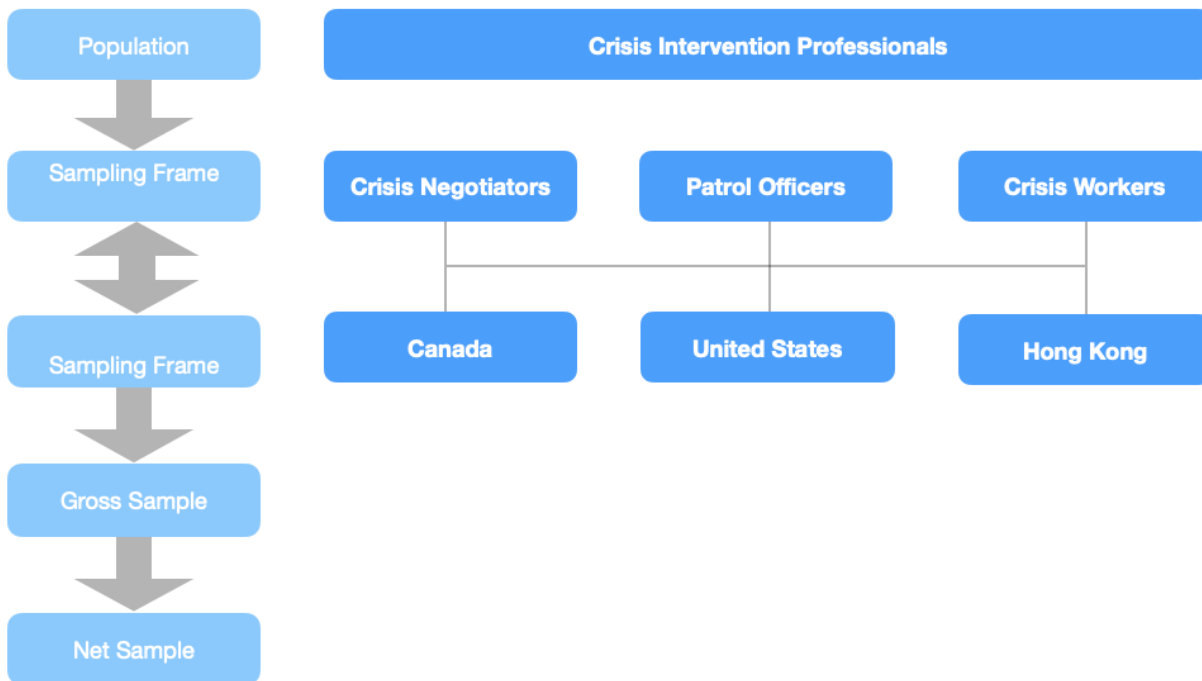 Population
Crisis Intervention Professionals
Sampling Frame
Crisis Negotiators
Patrol Officers
Crisis Workers
Sampling Frame
Canada
United States
Hong Kong
Gross Sample
Net Sample